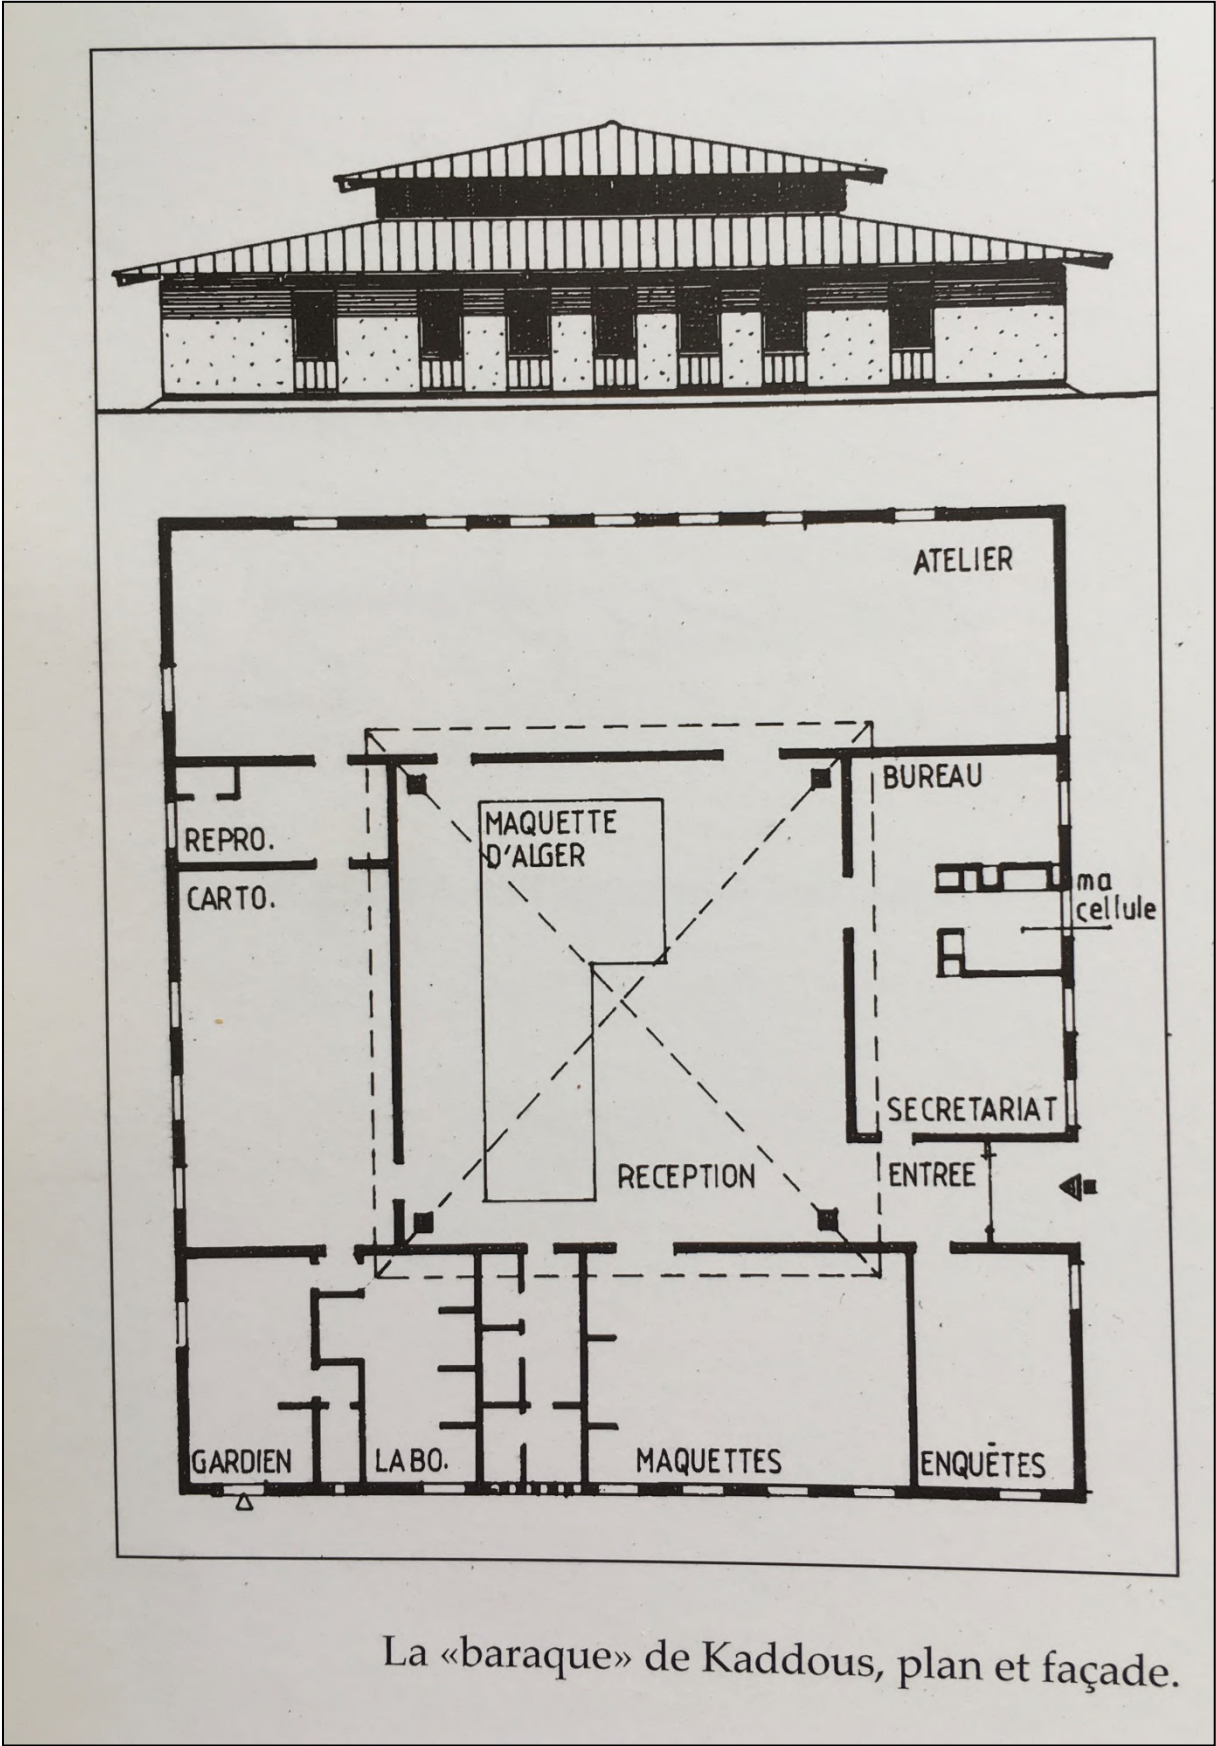 ATELIER
BUREAU
MAQUETTE
D'ALGER
REPRO.
CARTO.
ma
cellule
SECRETARIAT
RECEPTION
ENTREE
GARDIEN
LABO.
MAQUETTES
ENQUÊTES
La «baraque» de Kaddous, plan et façade.